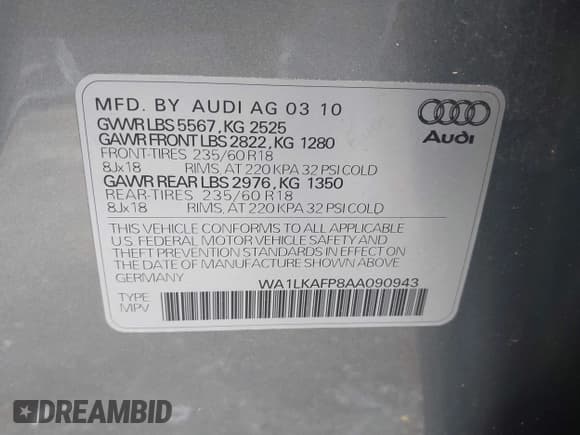 MFD. BY AUDI AG 03 10
GVWR LBS 5567, KG 2525
GAWR FRONT LBS 2822, KG 1280
FRONT-TIRES 235/60 R18
8Jx18 RIMS, AT 220 KPA 32 PSI COLD
GAWR REAR LBS 2976, KG 1350
REAR-TIRES 235/60 R18
8Jx18 RIMS, AT 220 KPA 32 PSI COLD
Audi
THIS VEHICLE CONFORMS TO ALL APPLICABLE
U.S. FEDERAL MOTOR VEHICLE SAFETY AND
THEFT PREVENTION STANDARDS IN EFFECT ON
THE DATE OF MANUFACTURE SHOWN ABOVE.
GERMANY WA1LKAFP8AA090943
TYPE
MPV
DREAMBID